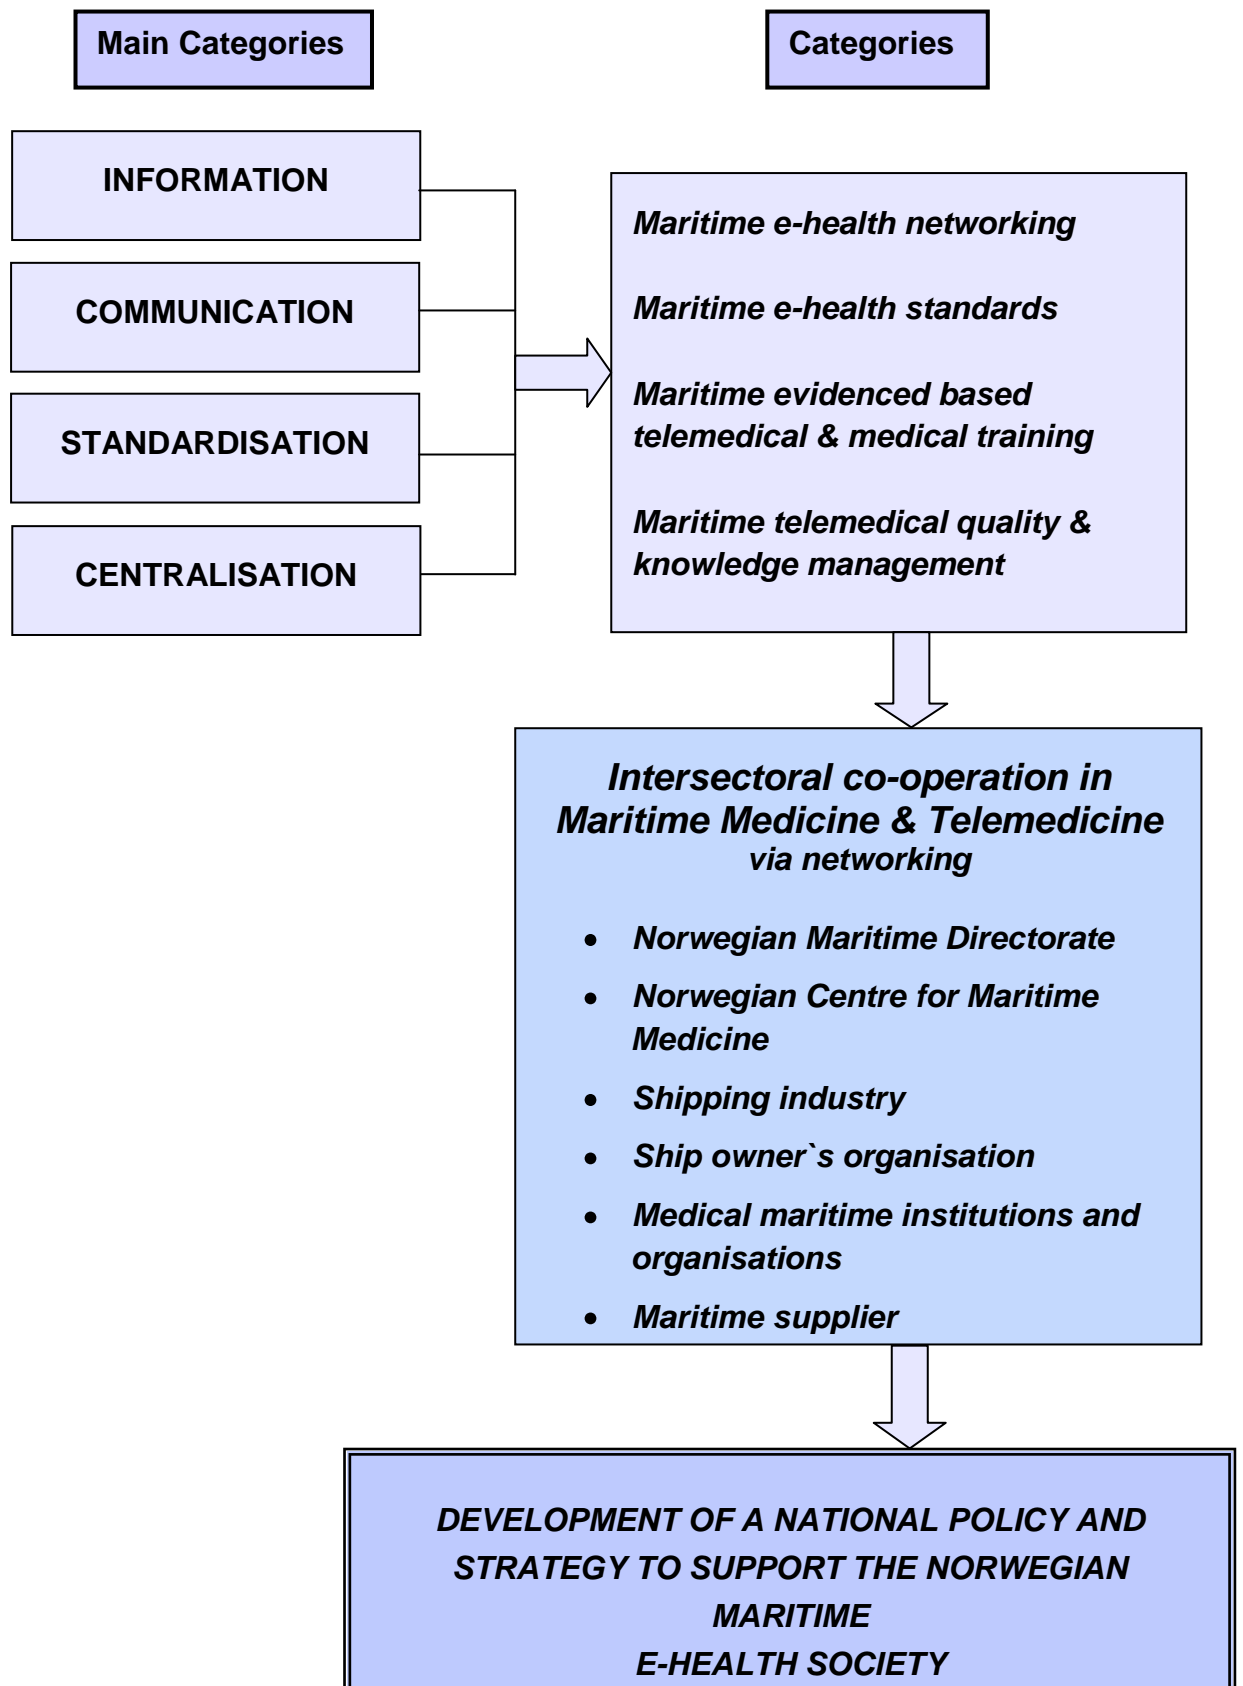 Main Categories
Categories
INFORMATION
COMMUNICATION
STANDARDISATION
CENTRALISATION
Maritime e-health networking
Maritime e-health standards
Maritime evidenced based
telemedical & medical training
Maritime telemedical quality &
knowledge management
Intersectoral co-operation in
Maritime Medicine & Telemedicine
via networking
• Norwegian Maritime Directorate
• Norwegian Centre for Maritime
Medicine
• Shipping industry
• Ship owner`s organisation
• Medical maritime institutions and
organisations
• Maritime supplier
DEVELOPMENT OF A NATIONAL POLICY AND
STRATEGY TO SUPPORT THE NORWEGIAN
MARITIME
E-HEALTH SOCIETY